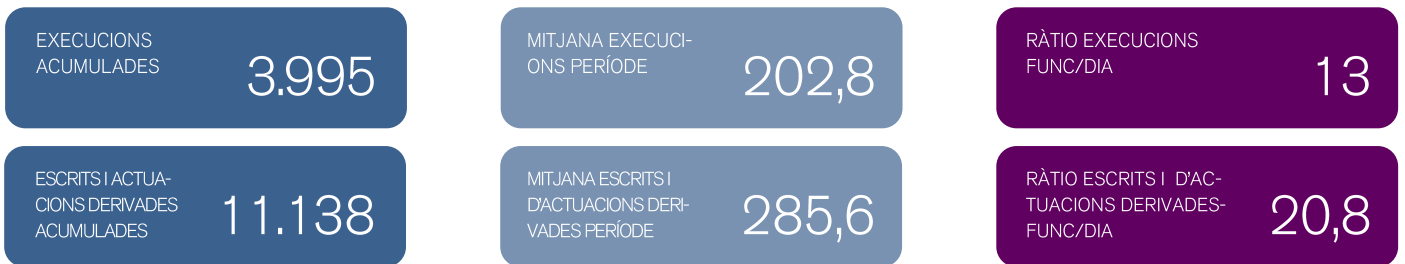 EXECUCIONS
ACUMULADES
3.995
MITJANA EXECUCI-
ONS PERÍODE
202,8
RÀTIO EXECUCIONS
FUNC/DIA
13
ESCRITS I ACTUA-
CIONS DERIVADES
ACUMULADES
11.138
MITJANA ESCRITS I
D'ACTUACIONS DERI-
VADES PERÍODE
285,6
RÀTIO ESCRITS I D'AC-
TUACIONS DERIVADES-
FUNC/DIA
20,8